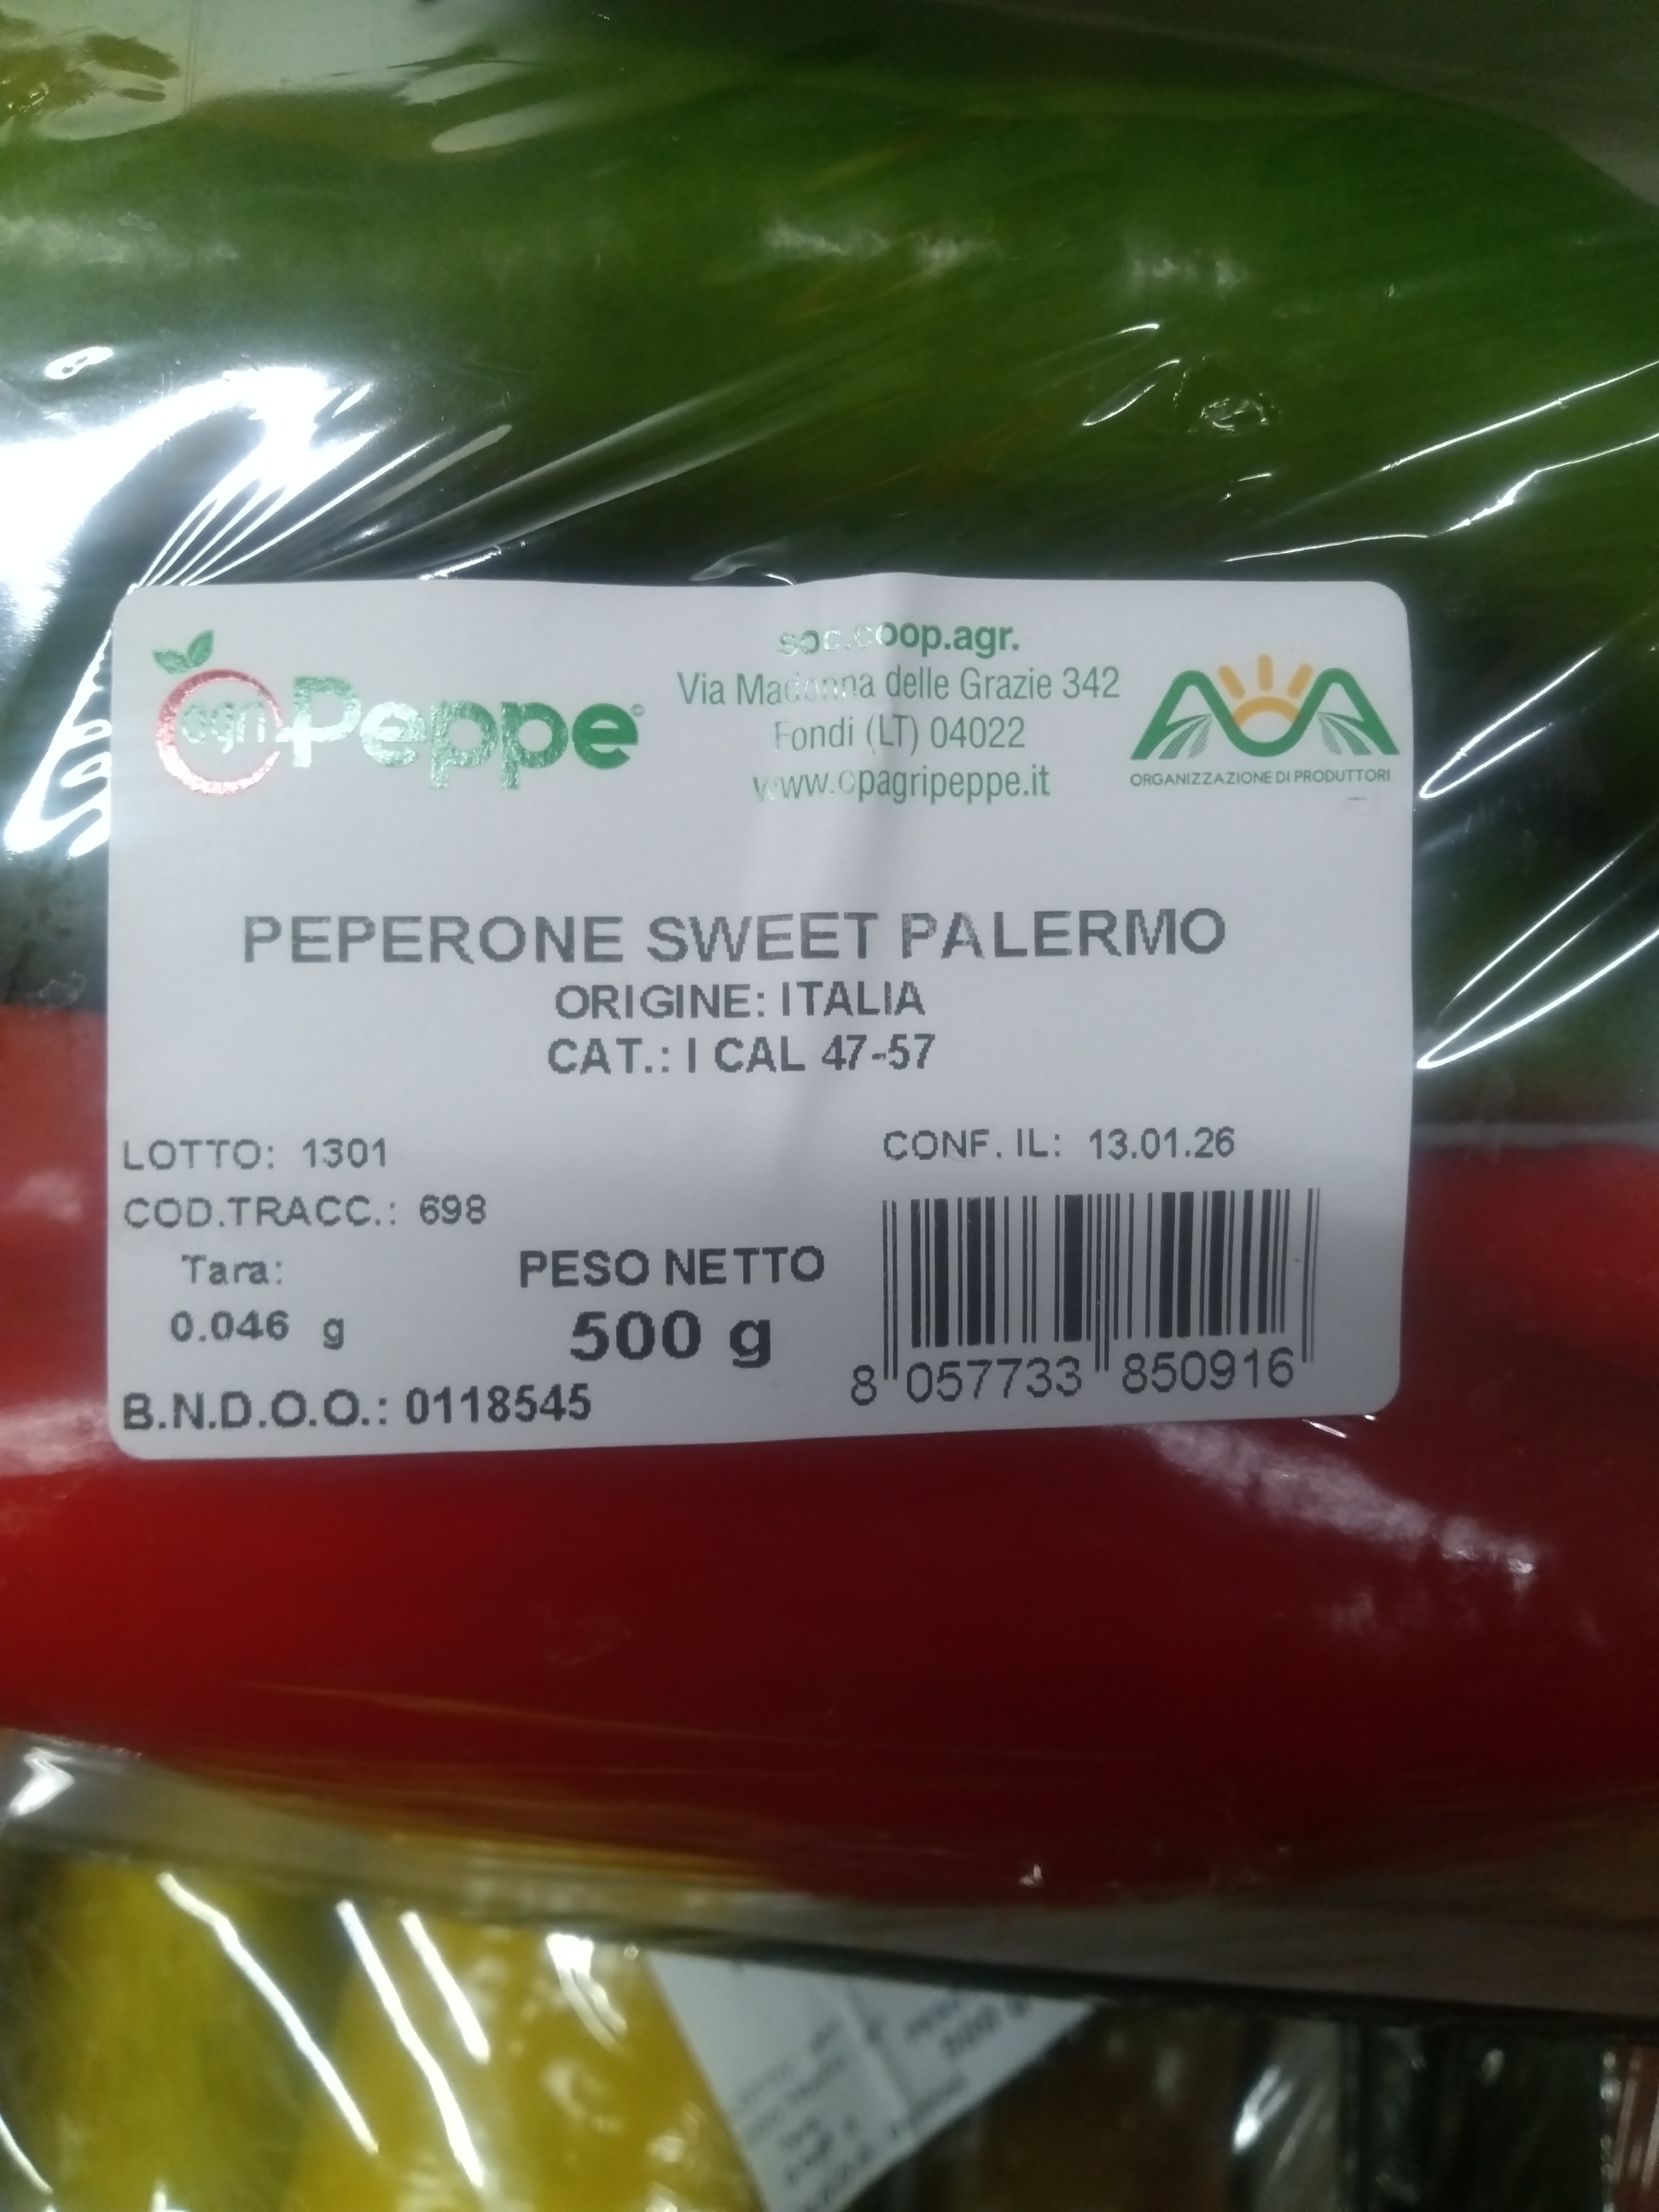 agri Peppe
soc.coop.agr.
Via Madonna delle Grazie 342
Fondi (LT) 04022
www.opagripeppe.it
AOA
ORGANIZZAZIONE DI PRODUTTORI
PEPERONE SWEET PALERMO
ORIGINE: ITALIA
CAT.: I CAL 47-57
LOTTO: 1301
CONF. IL: 13.01.26
COD.TRACC.: 698
Tara:
0.046 g
PESO NETTO
500 g
8 057733 850916
B.N.D.O.O.: 0118545